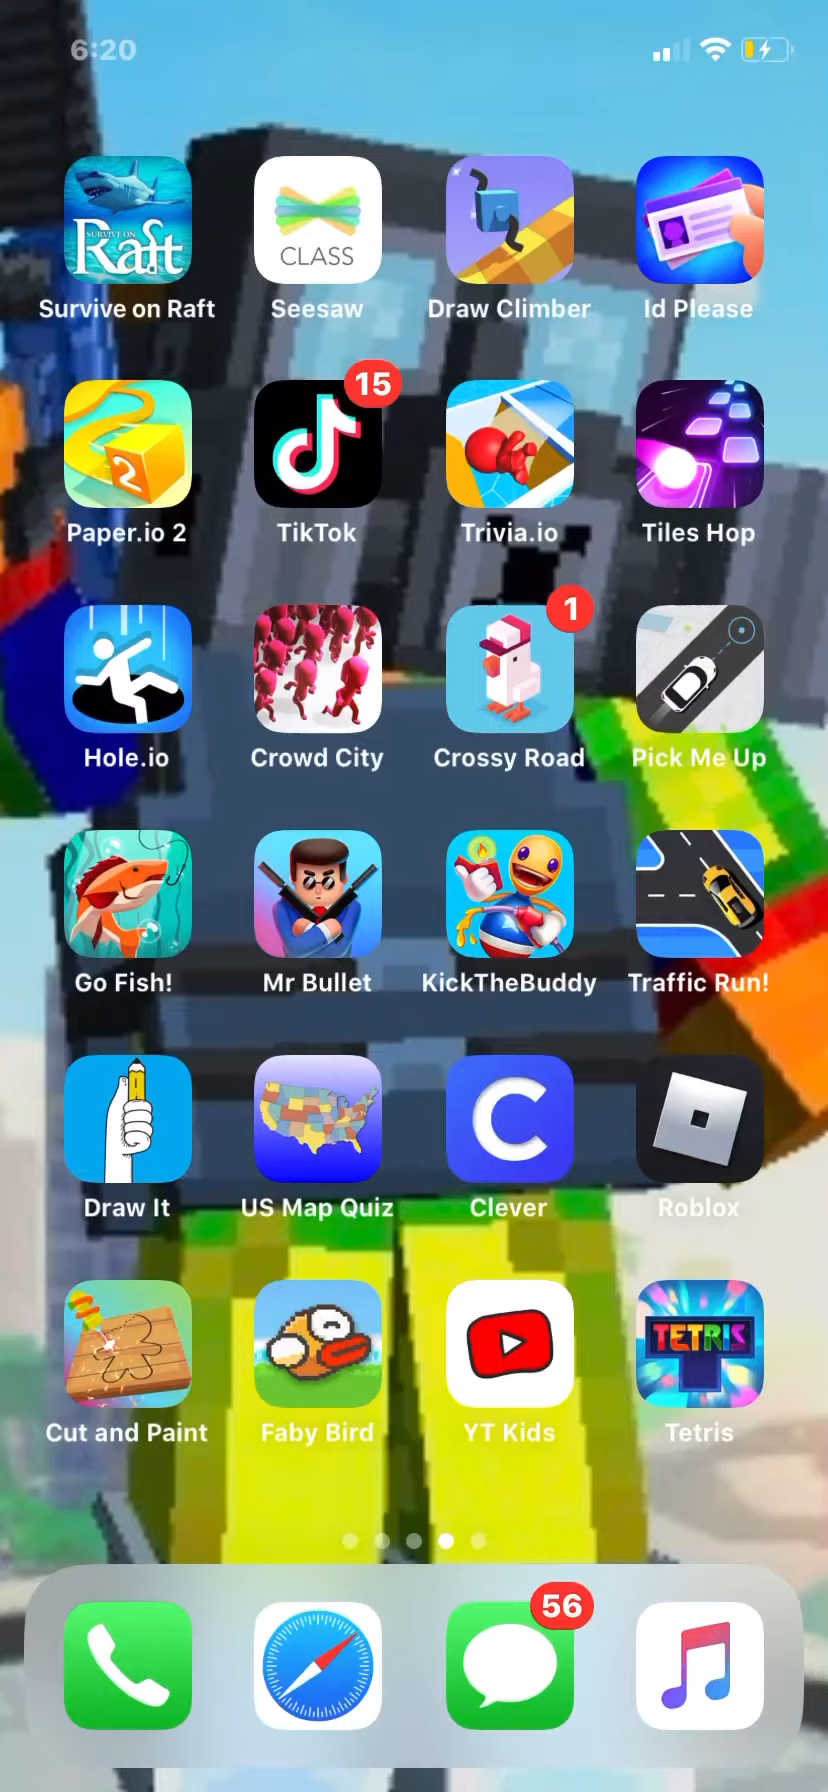 6:20
SURVIVE ON
Raft
CLASS
Survive on Raft
Seesaw
Draw Climber
Id Please
15
2
Paper.io 2
TikTok
Trivia.io
Tiles Hop
1
Hole.io
Crowd City
Crossy Road
Pick Me Up
Go Fish!
Mr Bullet
KickTheBuddy
Traffic Run!
C
Draw It
US Map Quiz
Clever
Roblox
TETRIS
Cut and Paint
Faby Bird
YT Kids
Tetris
56